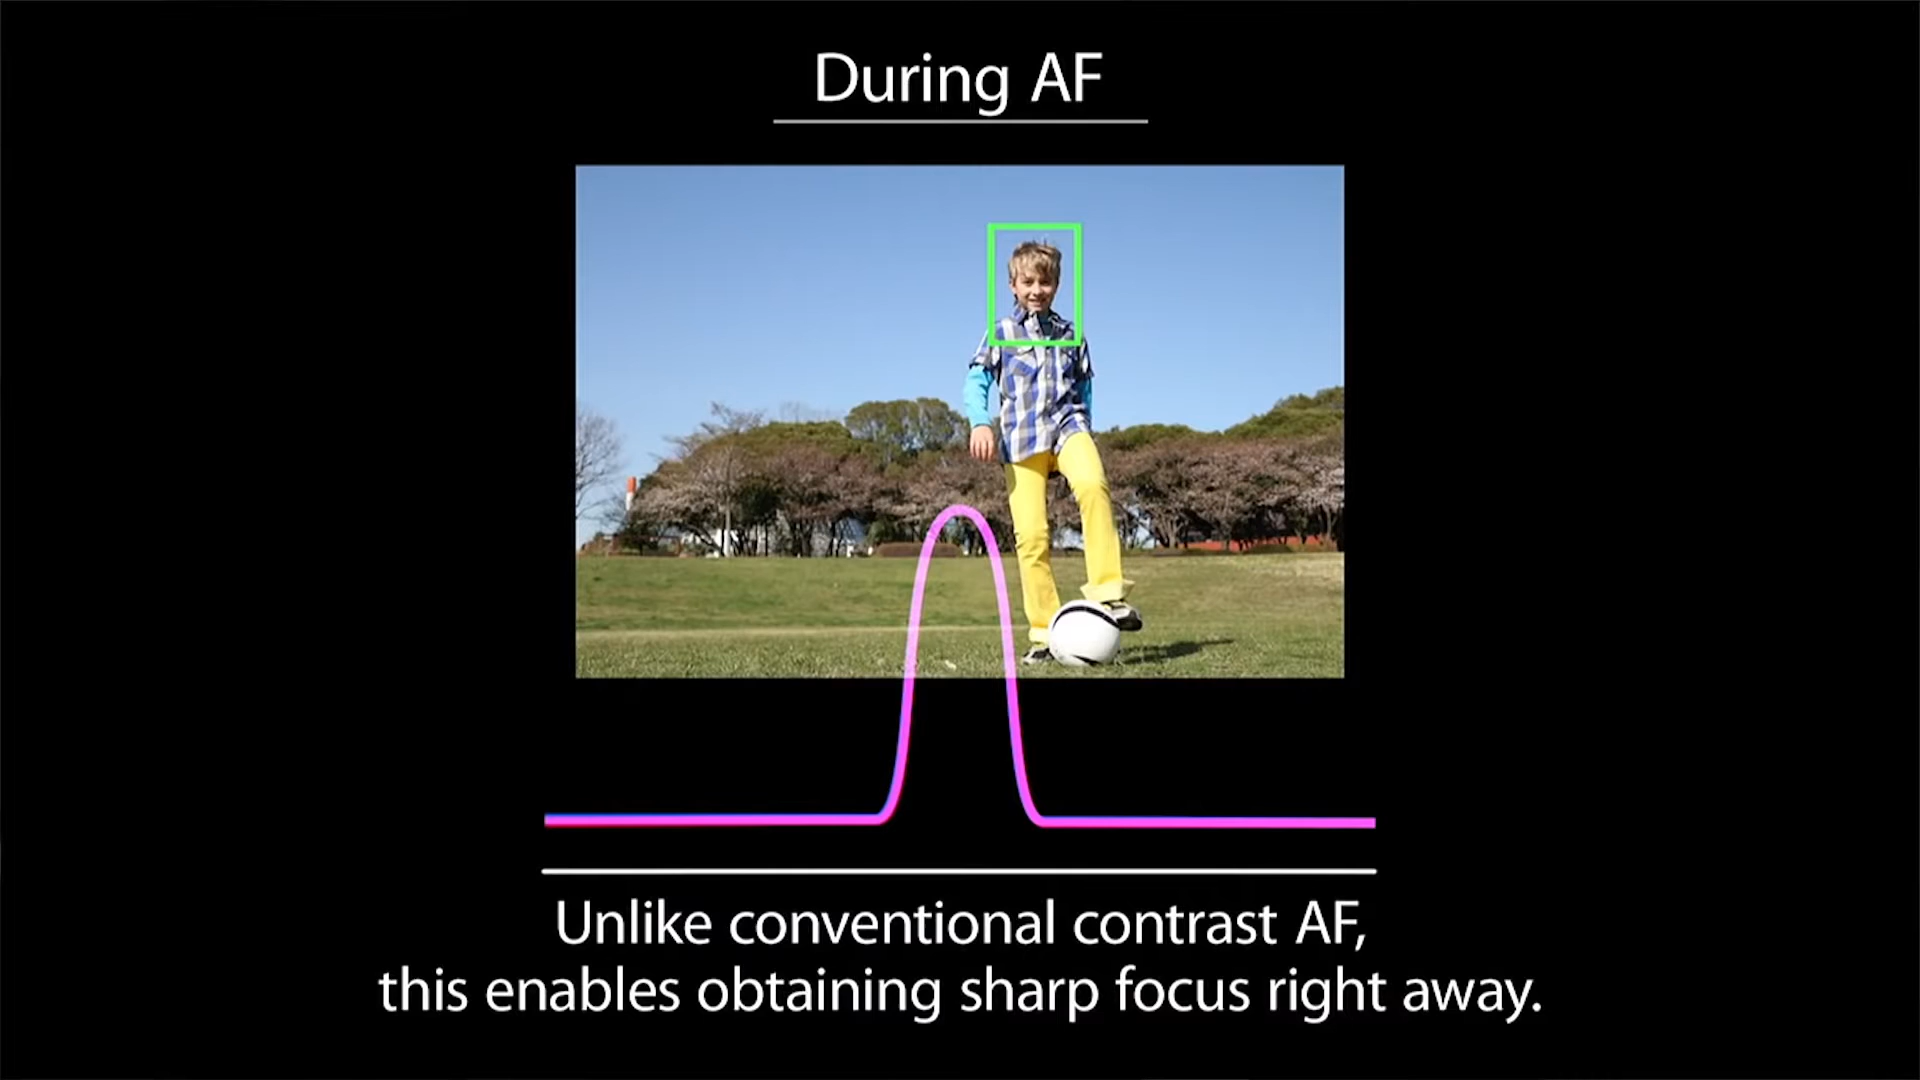 During AF
Unlike conventional contrast AF,
this enables obtaining sharp focus right away.